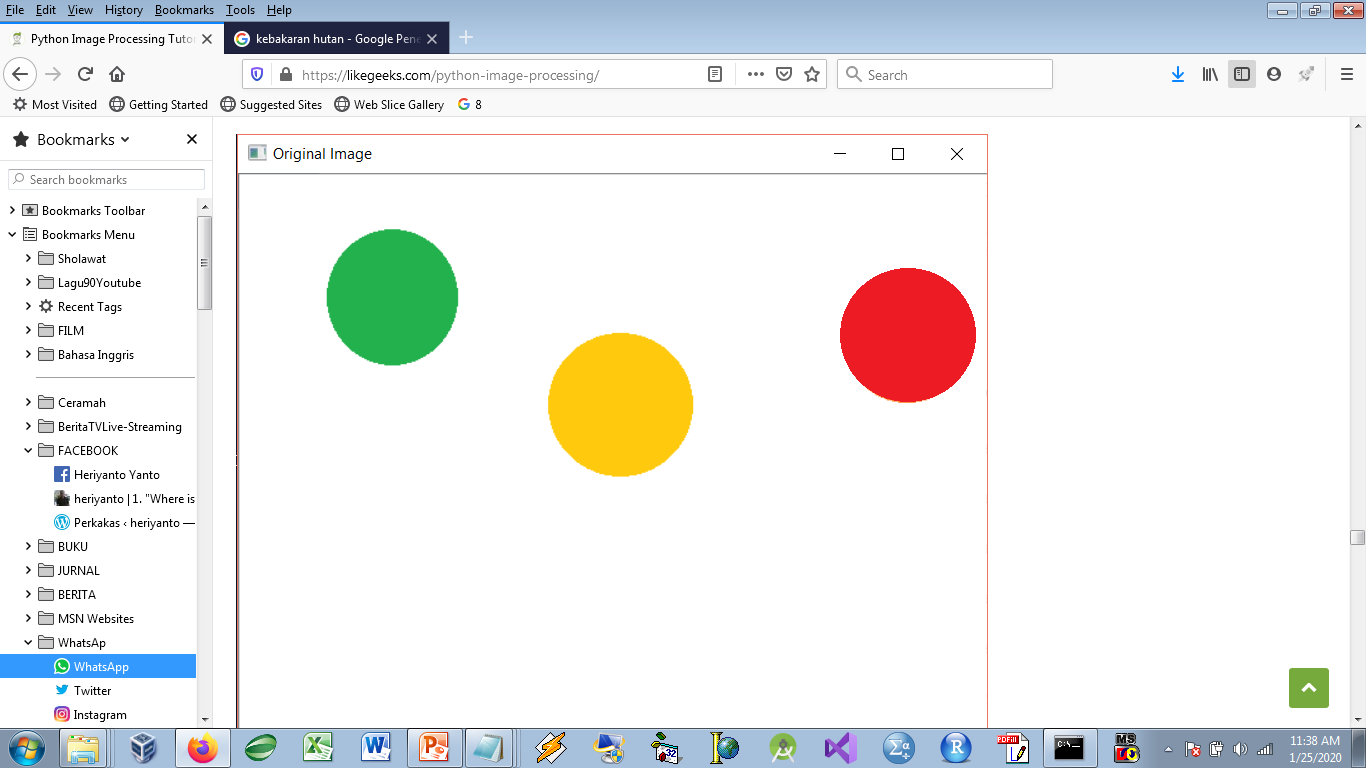 File Edit View History Bookmarks Tools Help
Python Image Processing Tutor
kebakaran hutan - Google Pene
https://likegeeks.com/python-image-processing/
Search
Most Visited Getting Started Suggested Sites Web Slice Gallery G 8
Bookmarks
Search bookmarks
Bookmarks Toolbar
Bookmarks Menu
Sholawat
Lagu90Youtube
Recent Tags
FILM
Bahasa Inggris
Ceramah
BeritaTVLive-Streaming
FACEBOOK
Heriyanto Yanto
heriyanto | 1. "Where is
Perkakas ‹ heriyanto —
BUKU
JURNAL
BERITA
MSN Websites
WhatsAp
WhatsApp
Twitter
Instagram
Original Image
11:38 AM
1/25/2020